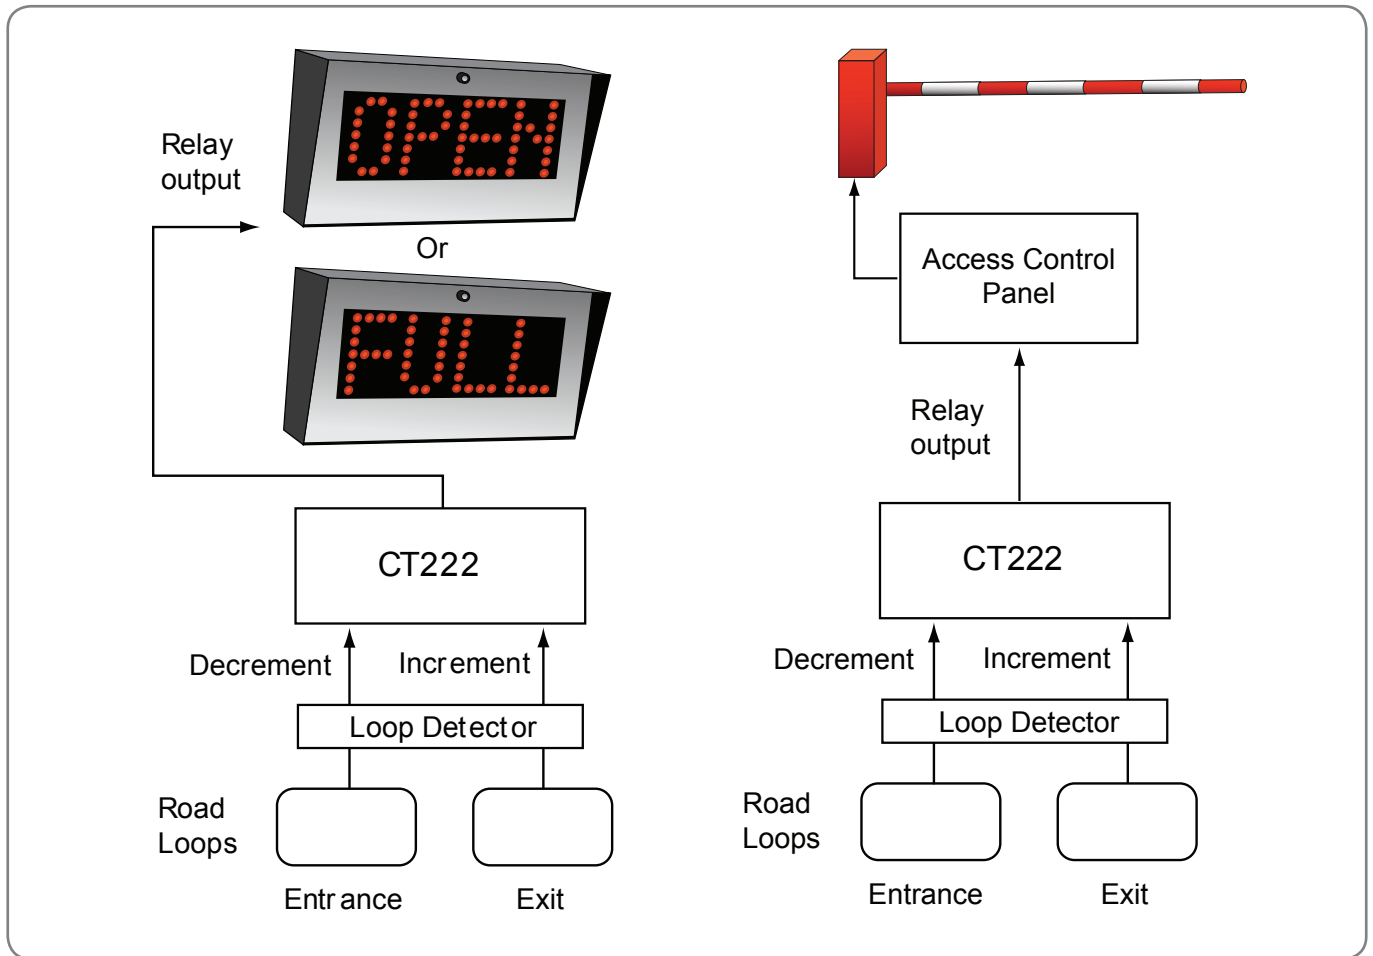 OPEN
Relay
output
Or
FULL
CT222
Decrement
Increment
Loop Detector
Road
Loops
Entrance
Exit
Access Control
Panel
Relay
output
CT222
Decrement
Increment
Loop Detector
Road
Loops
Entrance
Exit